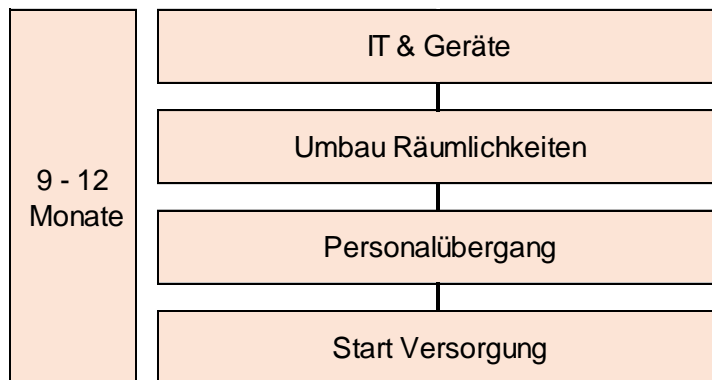 9 - 12
Monate
IT & Geräte
Umbau Räumlichkeiten
Personalübergang
Start Versorgung